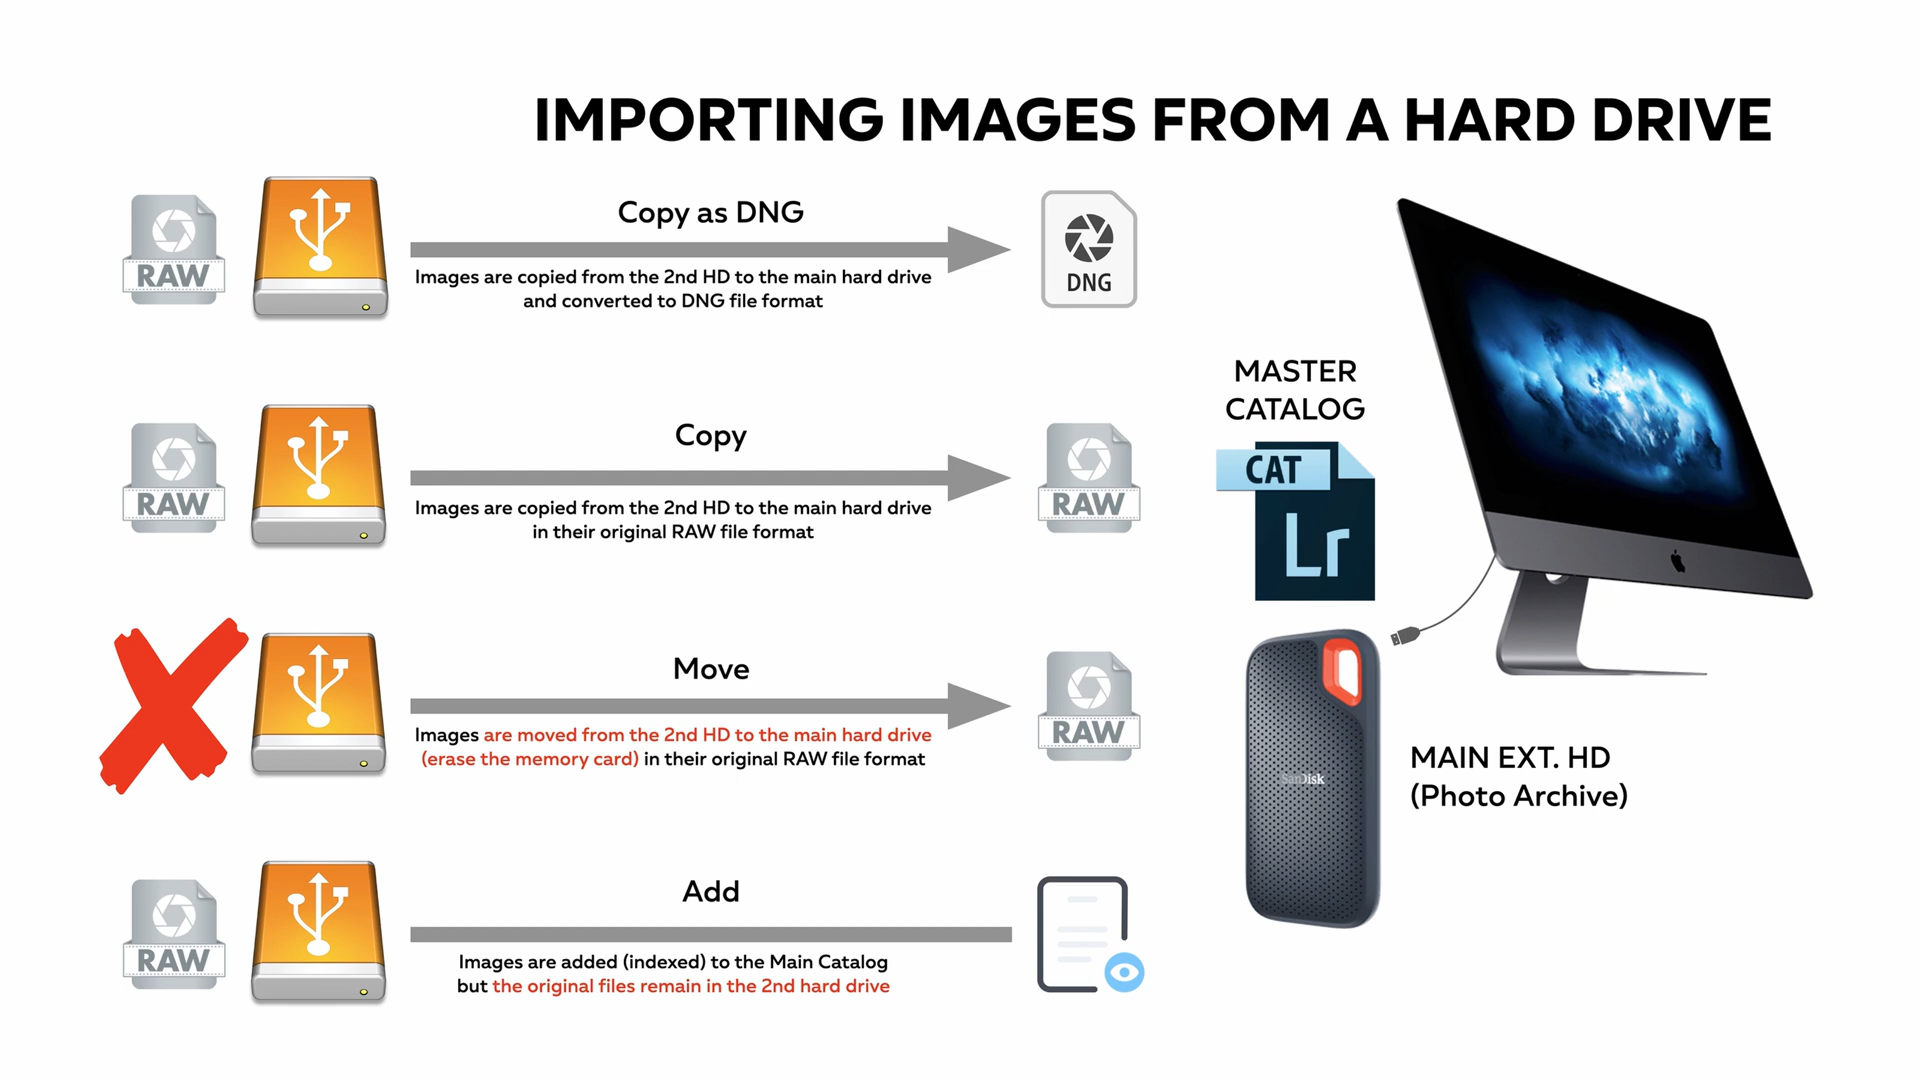 IMPORTING IMAGES FROM A HARD DRIVE
RAW
Copy as DNG
Images are copied from the 2nd HD to the main hard drive
and converted to DNG file format
DNG
RAW
Copy
Images are copied from the 2nd HD to the main hard drive
in their original RAW file format
RAW
Move
Images are moved from the 2nd HD to the main hard drive
(erase the memory card) in their original RAW file format
RAW
RAW
Add
Images are added (indexed) to the Main Catalog
but the original files remain in the 2nd hard drive
MASTER
CATALOG
CAT
Lr
SanDisk
MAIN EXT. HD
(Photo Archive)